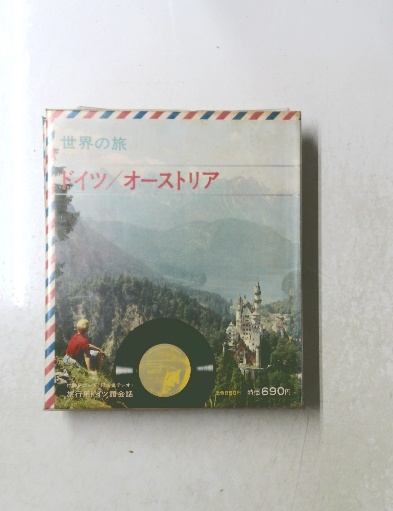 世界の旅
ドイツ/オーストリア
旅行用ドイツ語会話
特価690円